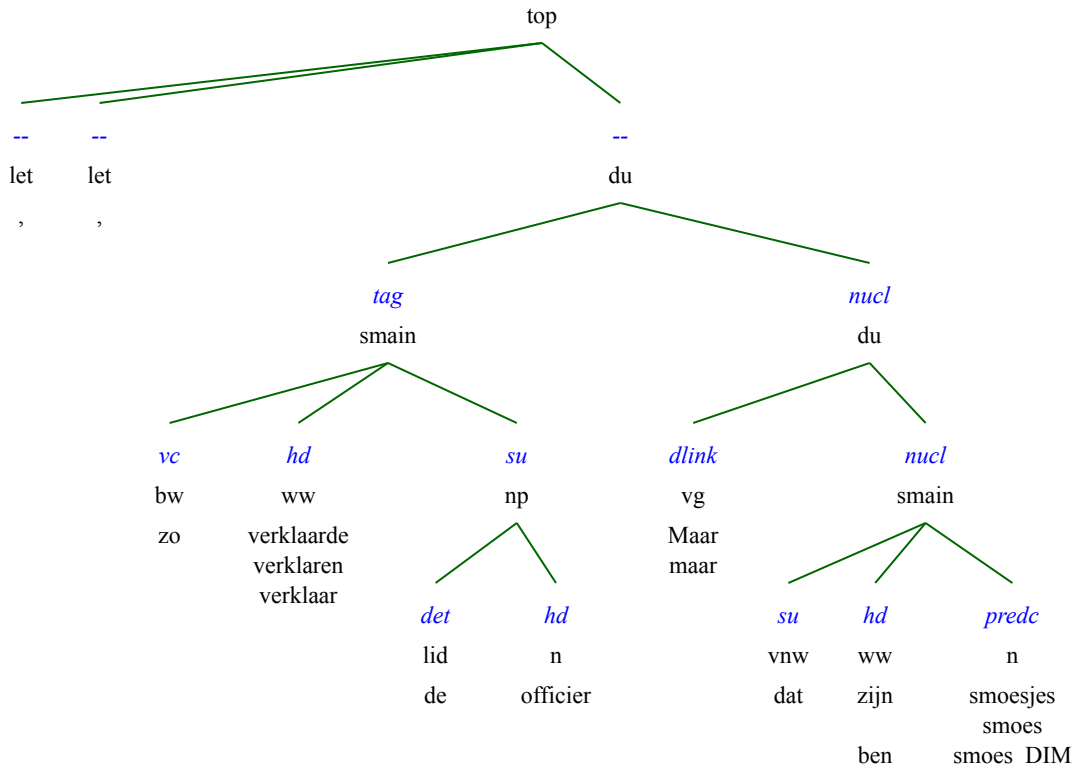 top
-- -- --
let let du
, ,
tag nucl
smain du
vc hd su dlink nucl
bw ww np vg smain
zo verklaarde Maar
verklaren maar
verklaar
det hd su hd predc
lid n vnw ww n
de officier dat zijn smoesjes
smoes
ben smoes DIM